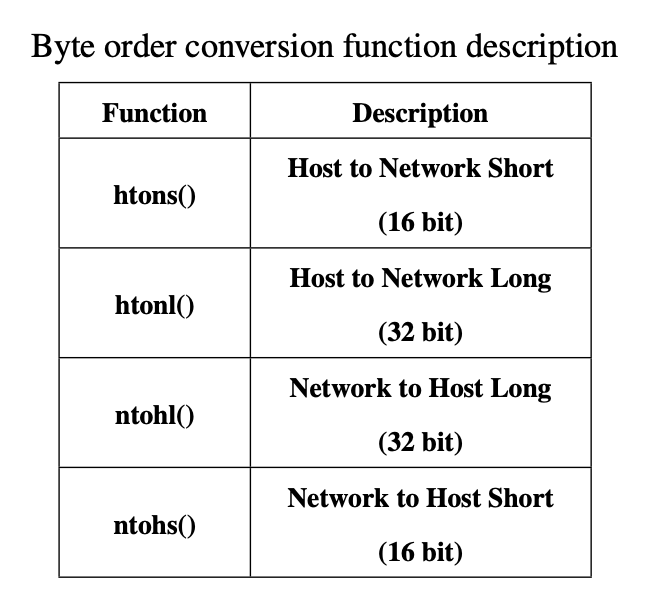 Byte order conversion function description
Function Description
htons() Host to Network Short
(16 bit)
htonl() Host to Network Long
(32 bit)
ntohl() Network to Host Long
(32 bit)
ntohs() Network to Host Short
(16 bit)